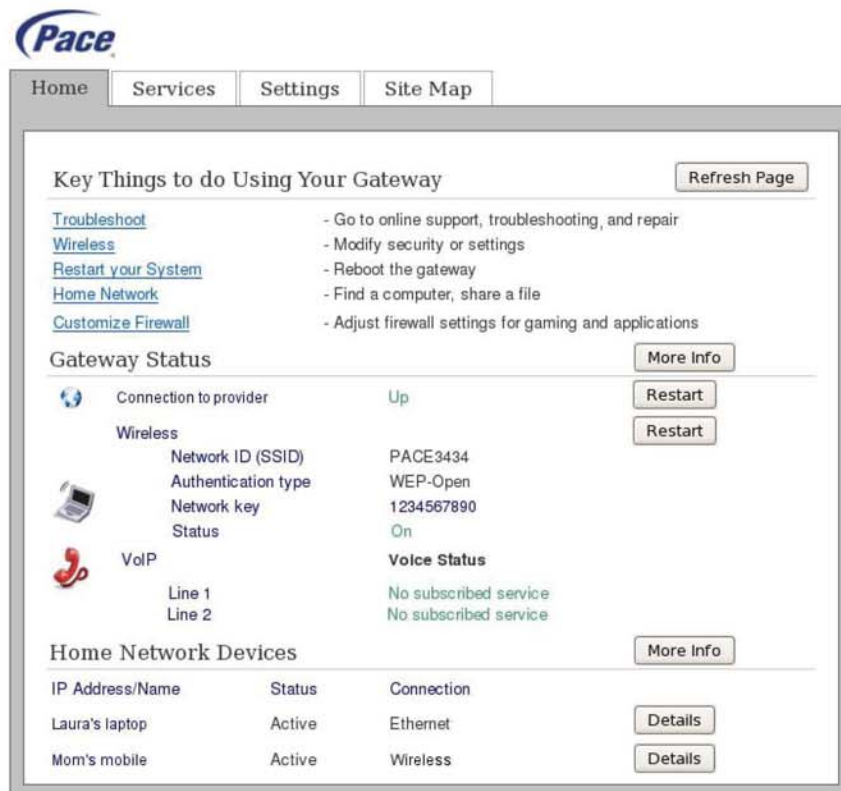 Pace
Home Services Settings Site Map
Key Things to do Using Your Gateway Refresh Page
Troubleshoot - Go to online support, troubleshooting, and repair
Wireless - Modify security or settings
Restart your System - Reboot the gateway
Home Network - Find a computer, share a file
Customize Firewall - Adjust firewall settings for gaming and applications
Gateway Status More Info
Connection to provider Up Restart
Wireless Restart
Network ID (SSID) PACE3434
Authentication type WEP-Open
Network key 1234567890
Status On
VoIP Voice Status
Line 1 No subscribed service
Line 2 No subscribed service
Home Network Devices More Info
IP Address/Name Status Connection
Laura's laptop Active Ethernet Details
Mom's mobile Active Wireless Details